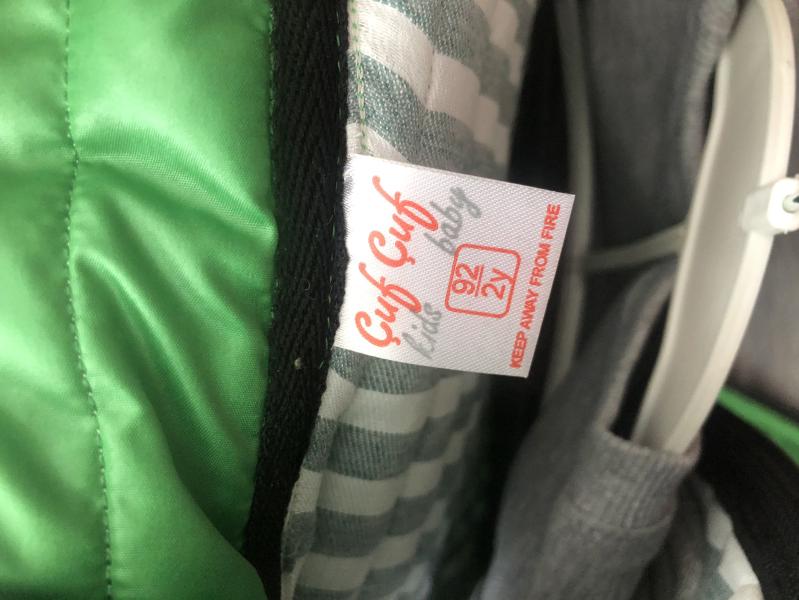 Çuf Çuf
kids baby
92
2y
KEEP AWAY FROM FIRE